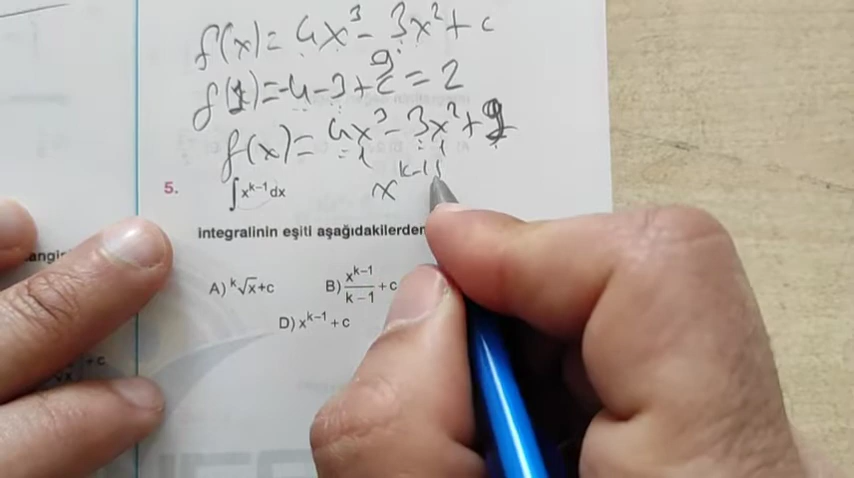 f(x) = 4x³ - 3x² + c
f(1) = -4 - 3 + c = 2
9
f(x) = 4x³ - 3x² + 9
x^{k-1}
5. ∫x^{k-1}dx
integralinin eşiti aşağıdakilerden
A) ᵏ√x+c B) \frac{x^{k-1}}{k-1}+c
D) x^{k-1}+c